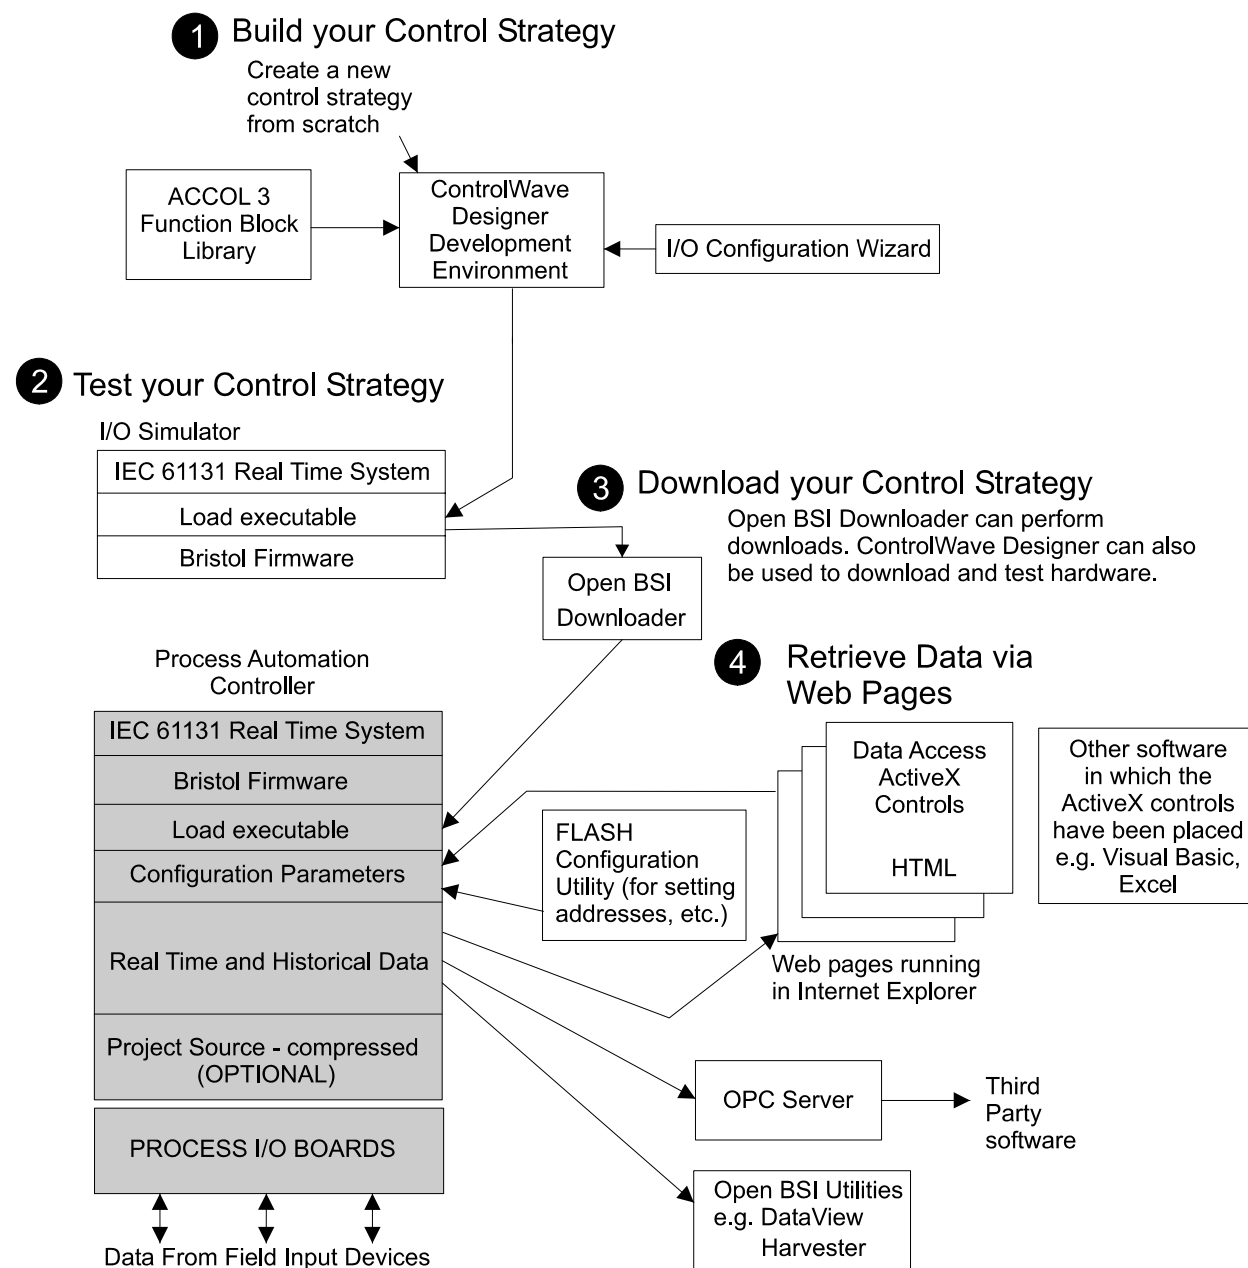 1 Build your Control Strategy
Create a new
control strategy
from scratch
ACCOL 3
Function Block
Library
ControlWave
Designer
Development
Environment
I/O Configuration Wizard
2 Test your Control Strategy
I/O Simulator
IEC 61131 Real Time System
Load executable
Bristol Firmware
3 Download your Control Strategy
Open BSI Downloader can perform
downloads. ControlWave Designer can also
be used to download and test hardware.
Open BSI
Downloader
4 Retrieve Data via
Web Pages
Process Automation
Controller
IEC 61131 Real Time System
Bristol Firmware
Load executable
Configuration Parameters
Real Time and Historical Data
Project Source - compressed
(OPTIONAL)
PROCESS I/O BOARDS
Data From Field Input Devices
FLASH
Configuration
Utility (for setting
addresses, etc.)
Data Access
ActiveX
Controls
HTML
Web pages running
in Internet Explorer
Other software
in which the
ActiveX controls
have been placed
e.g. Visual Basic,
Excel
OPC Server
Third
Party
software
Open BSI Utilities
e.g. DataView
Harvester